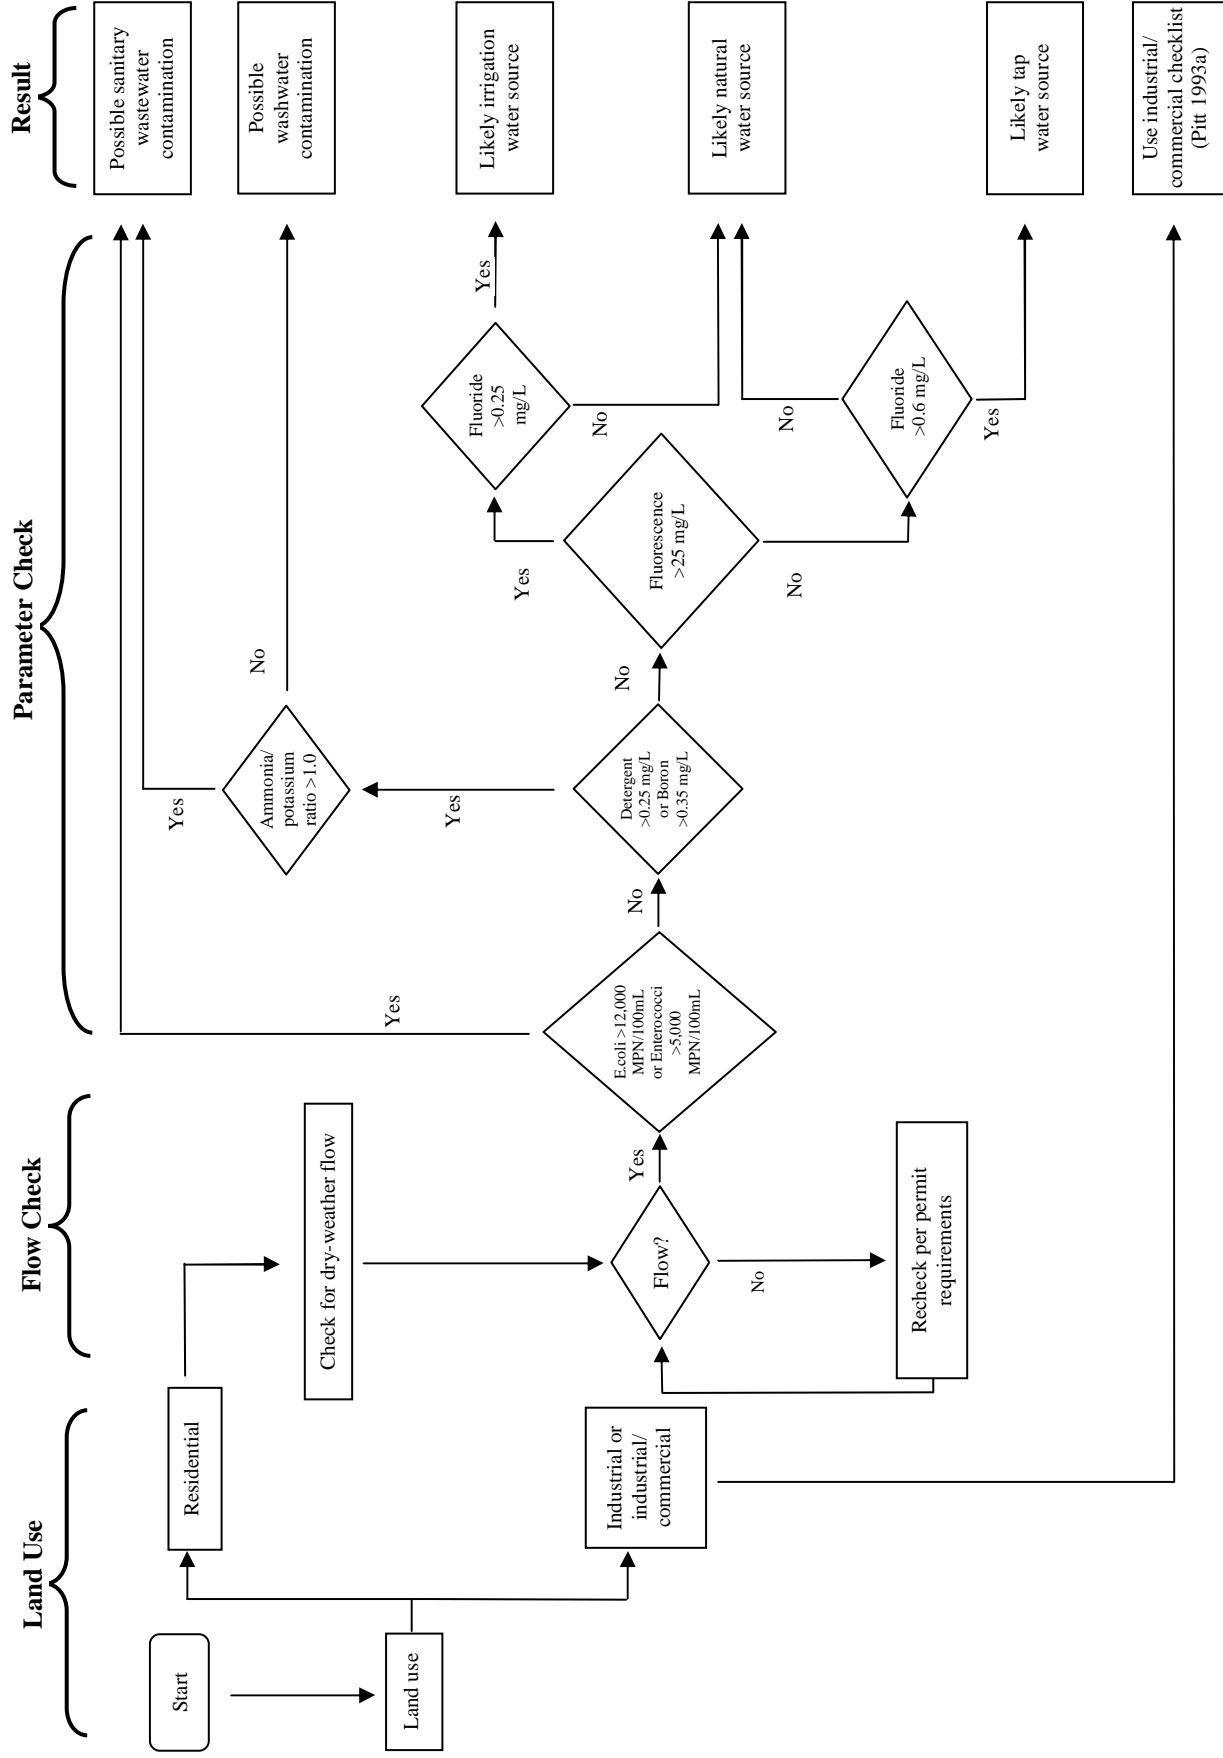 Land Use
Flow Check
Parameter Check
Result
Start
Land use
Residential
Industrial or
industrial/
commercial
Check for dry-weather flow
Flow?
Yes
No
Recheck per permit
requirements
E.coli >12,000
MPN/100mL
or Enterococci
>5,000
MPN/100mL
Yes
No
Detergent
>0.25 mg/L
or Boron
>0.35 mg/L
Yes
No
Ammonia/
potassium
ratio >1.0
Yes
No
Fluorescence
>25 mg/L
Yes
No
Fluoride
>0.25
mg/L
Yes
No
Fluoride
>0.6 mg/L
No
Yes
Possible sanitary
wastewater
contamination
Possible
washwater
contamination
Likely irrigation
water source
Likely natural
water source
Likely tap
water source
Use industrial/
commercial checklist
(Pitt 1993a)